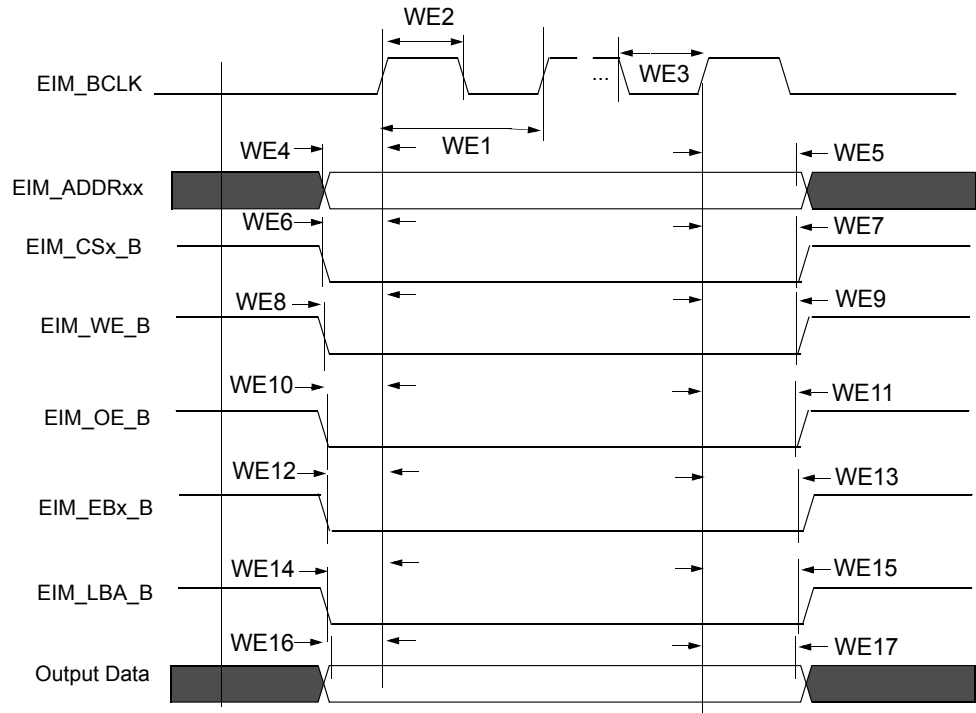 WE2
EIM_BCLK
...
WE3
WE1
WE4
WE5
EIM_ADDRxx
WE6
WE7
EIM_CSx_B
WE8
WE9
EIM_WE_B
WE10
WE11
EIM_OE_B
WE12
WE13
EIM_EBx_B
WE14
WE15
EIM_LBA_B
WE16
WE17
Output Data